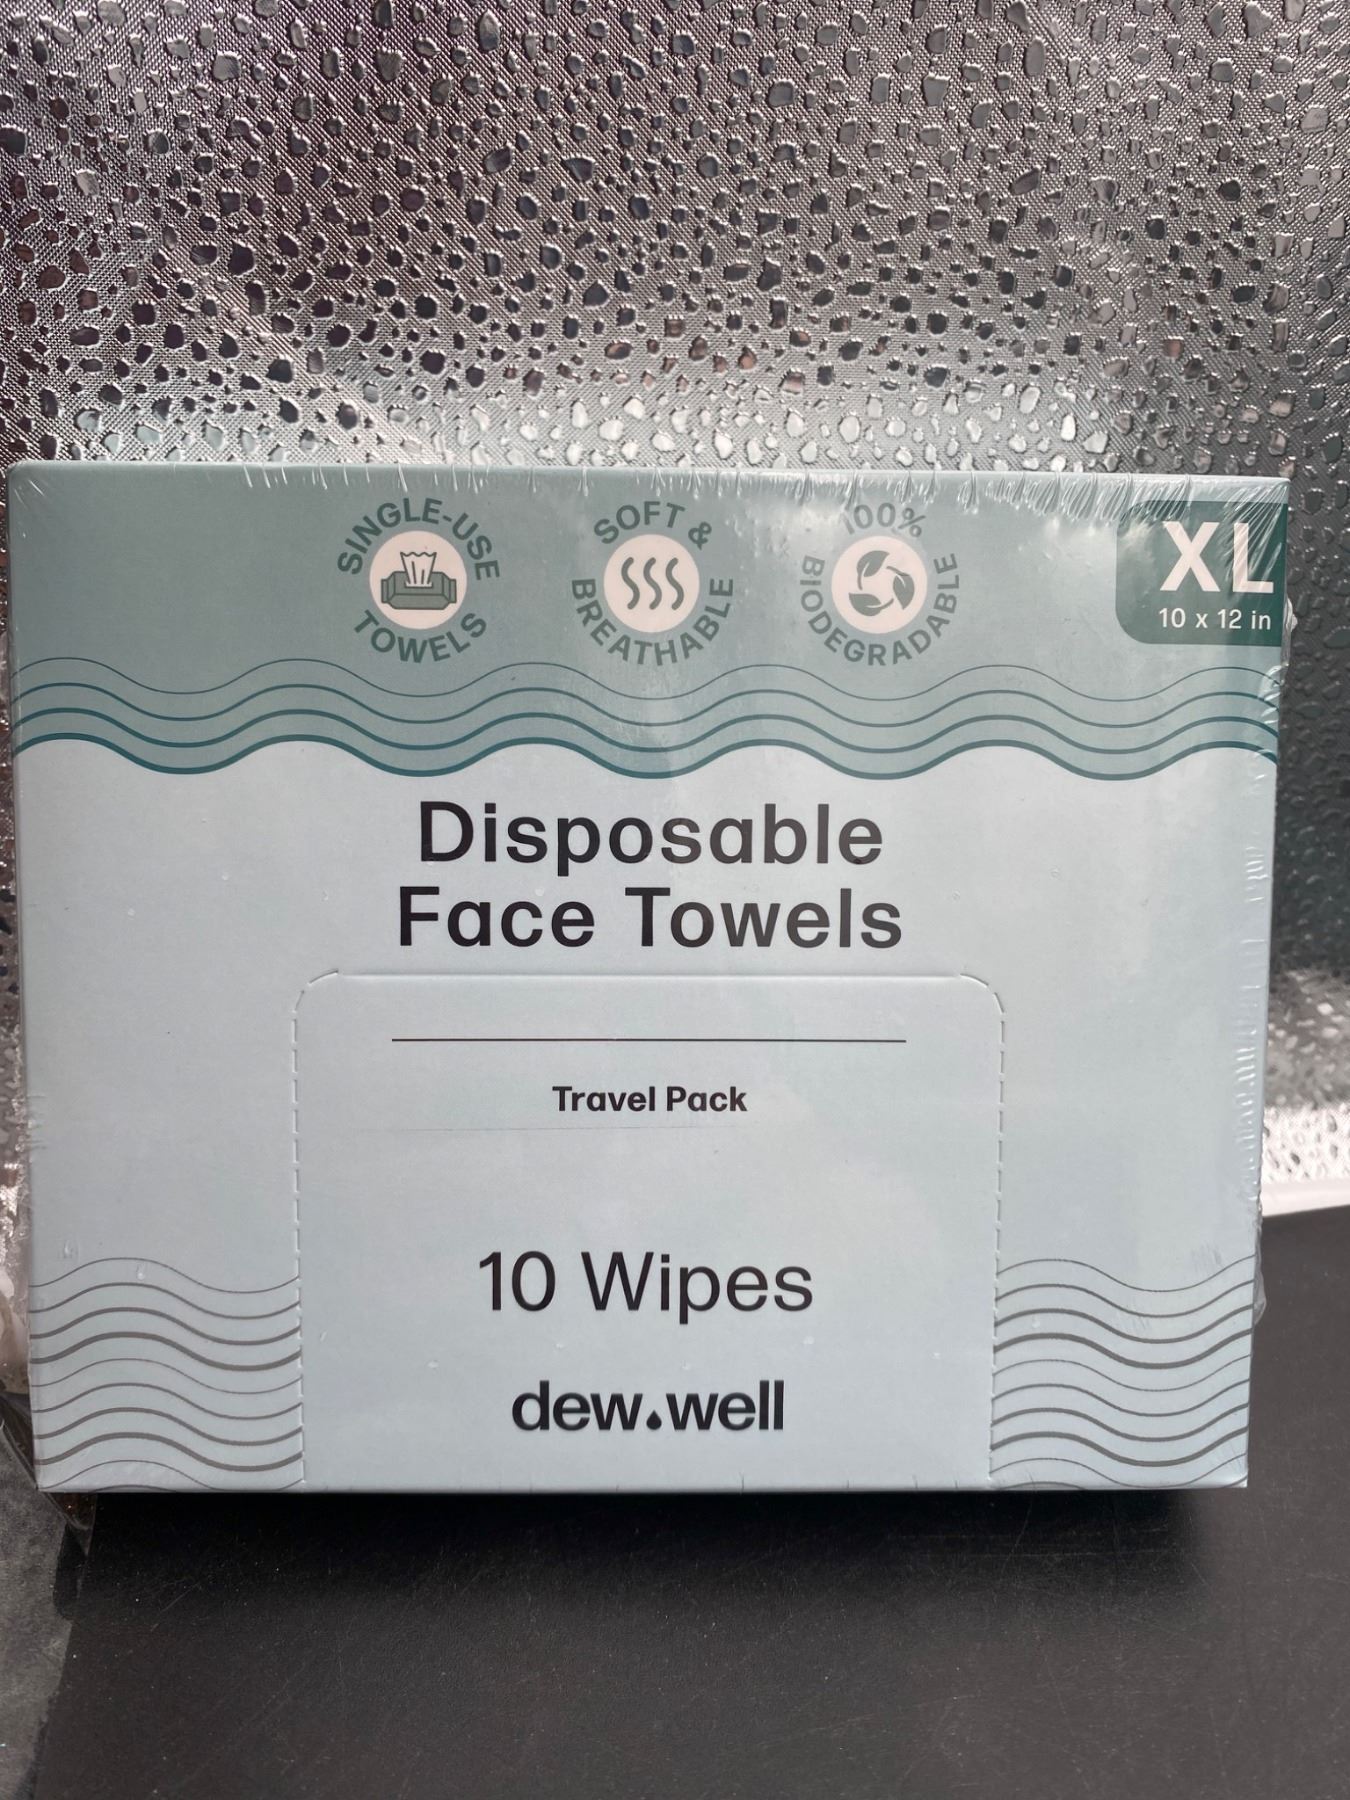 SINGLE-USE
TOWELS
SOFT &
BREATHABLE
100%
BIODEGRADABLE
XL
10 x 12 in
Disposable
Face Towels
Travel Pack
10 Wipes
dew.well